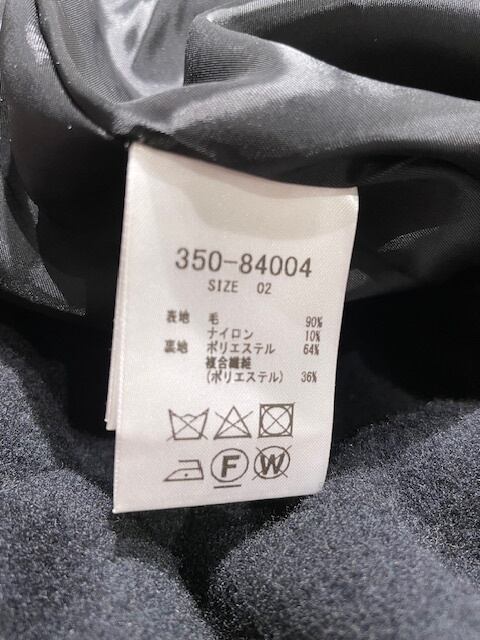 350-84004
SIZE 02
表地 毛 90%
ナイロン 10%
裏地 ポリエステル 64%
複合繊維
(ポリエステル) 36%
F W